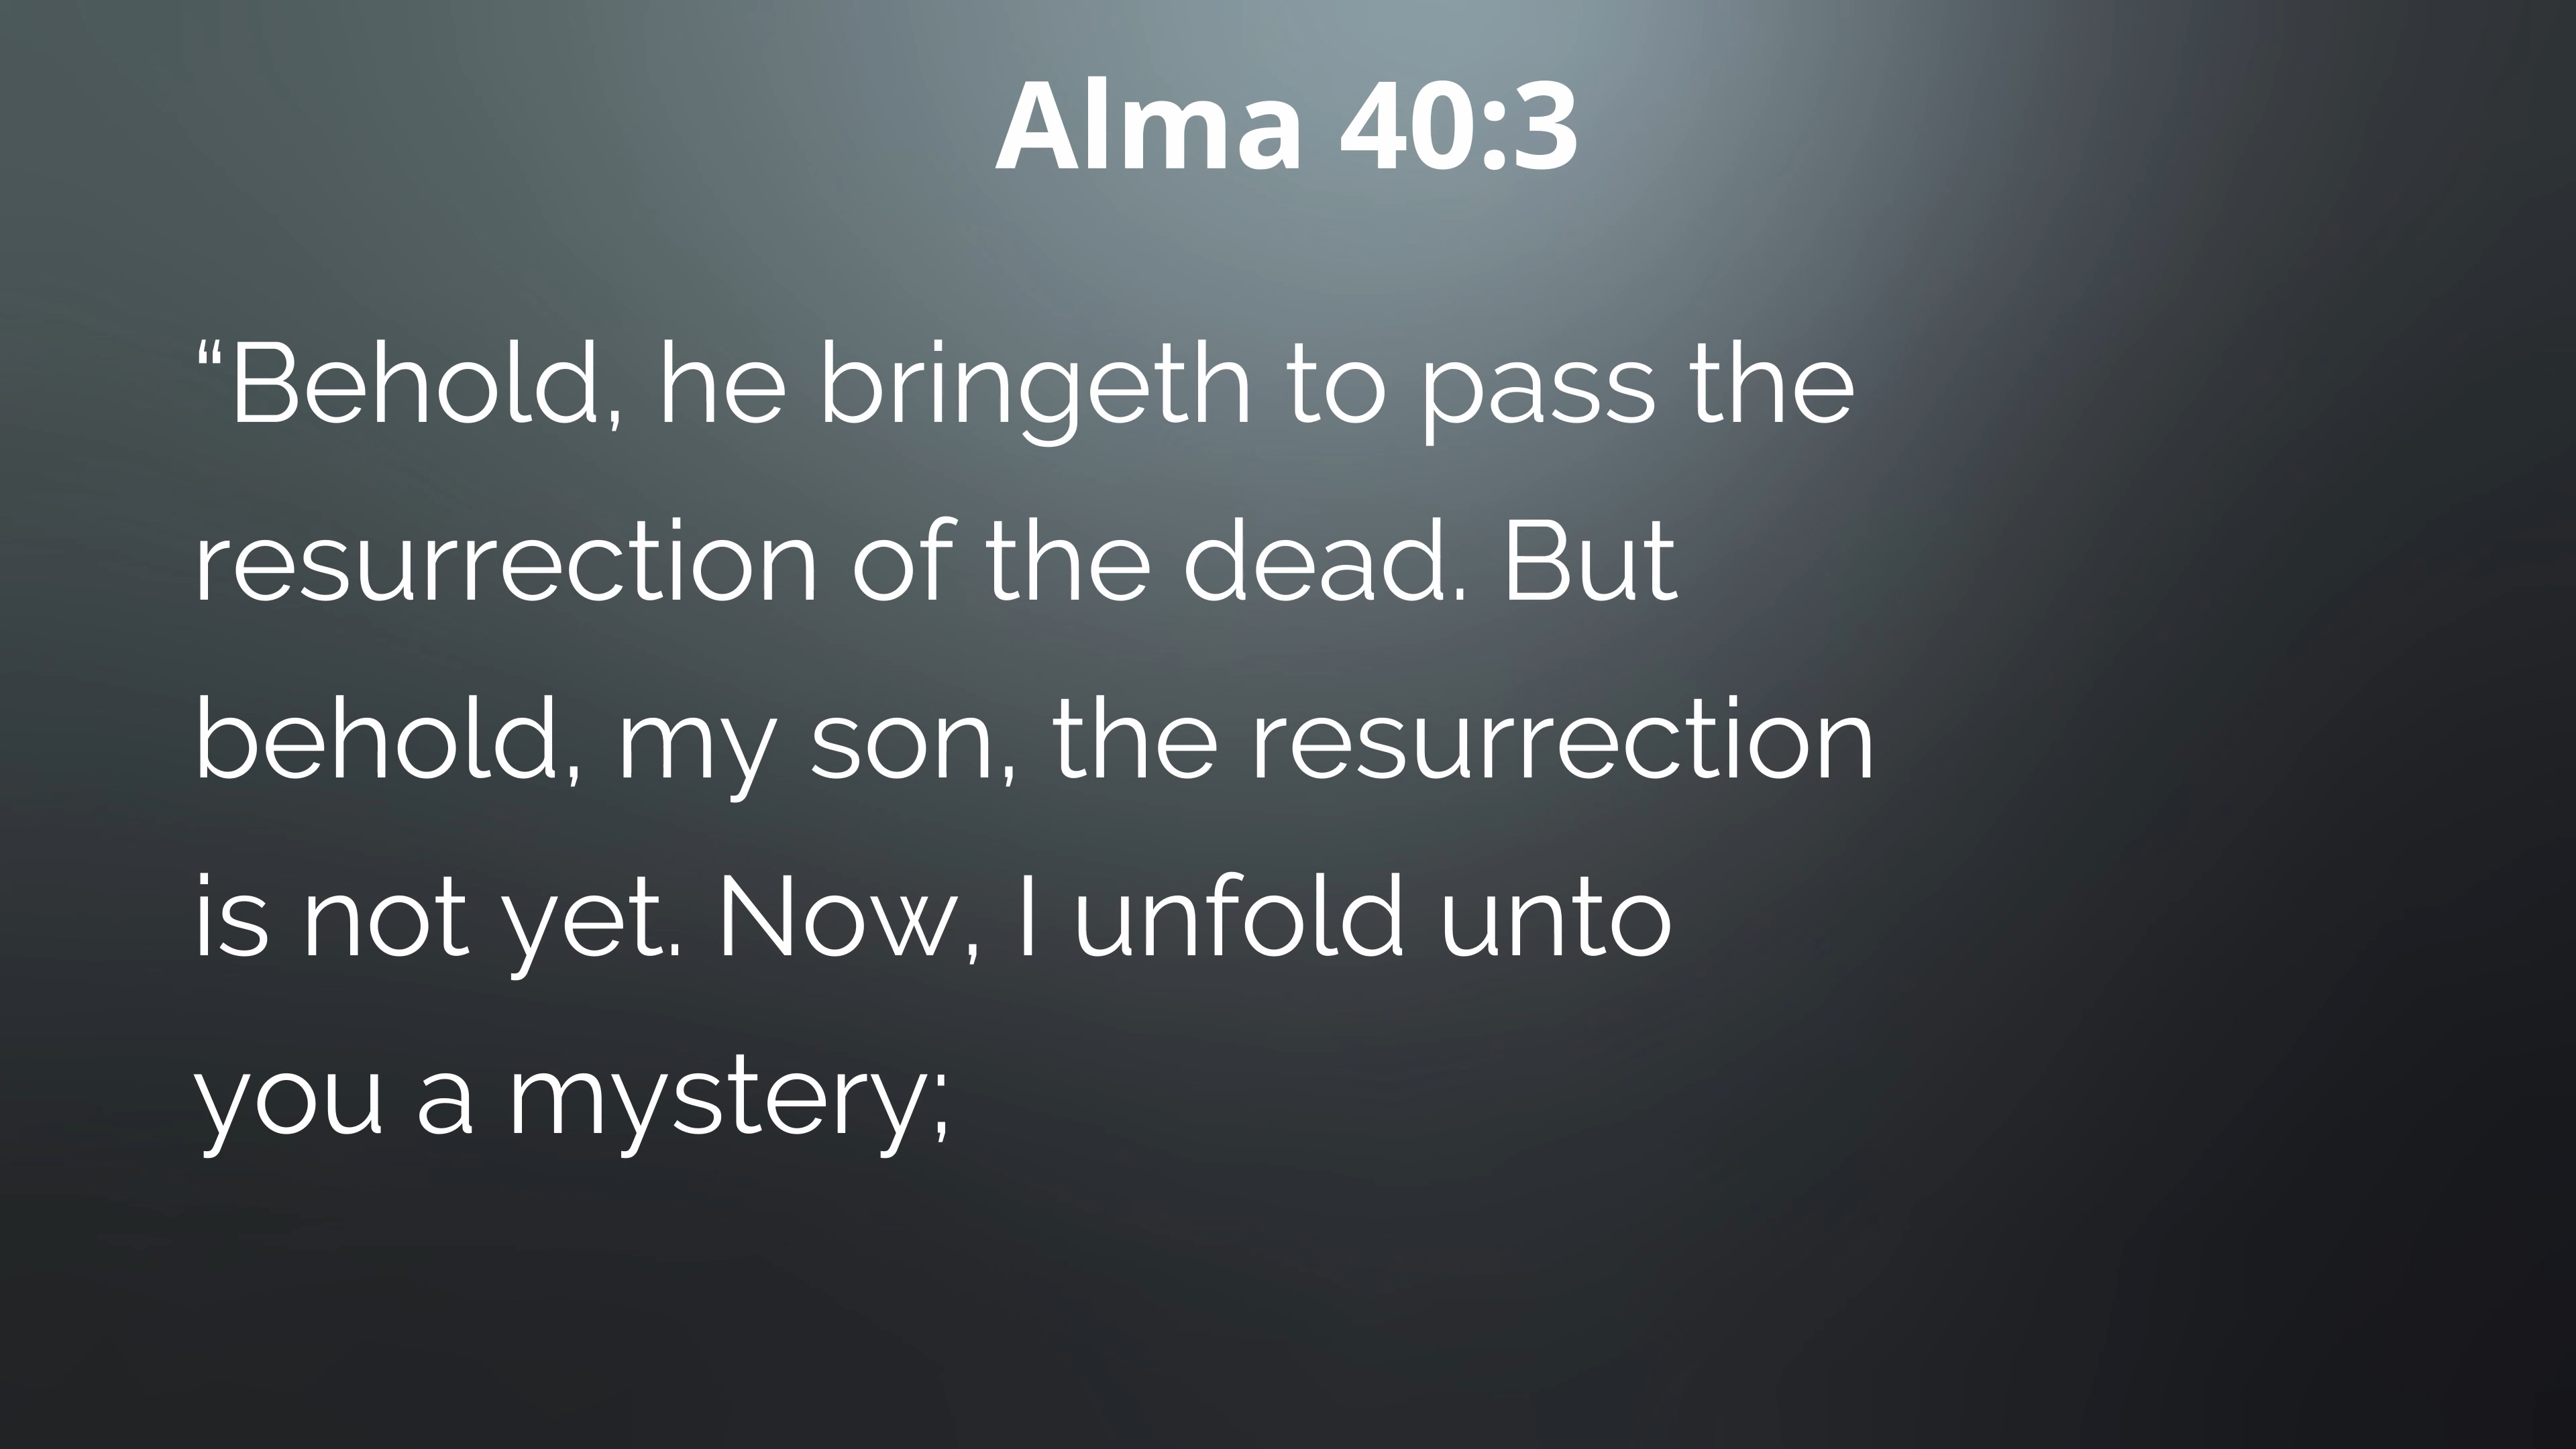 Alma 40:3
“Behold, he bringeth to pass the
resurrection of the dead. But
behold, my son, the resurrection
is not yet. Now, I unfold unto
you a mystery;